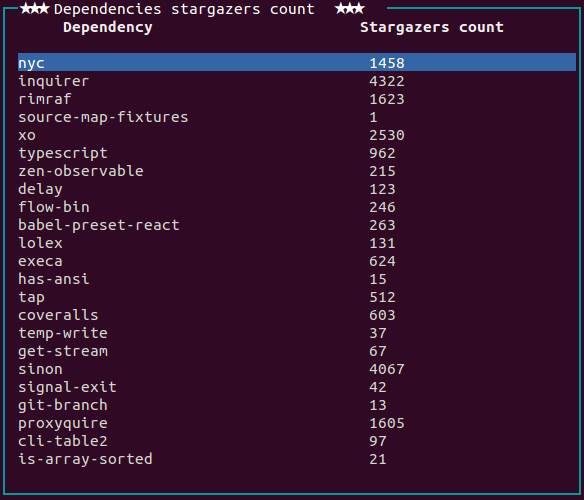 ★★★ Dependencies stargazers count ★★★
Dependency Stargazers count
nyc 1458
inquirer 4322
rimraf 1623
source-map-fixtures 1
xo 2530
typescript 962
zen-observable 215
delay 123
flow-bin 246
babel-preset-react 263
lolex 131
execa 624
has-ansi 15
tap 512
coveralls 603
temp-write 37
get-stream 67
sinon 4067
signal-exit 42
git-branch 13
proxyquire 1605
cli-table2 97
is-array-sorted 21